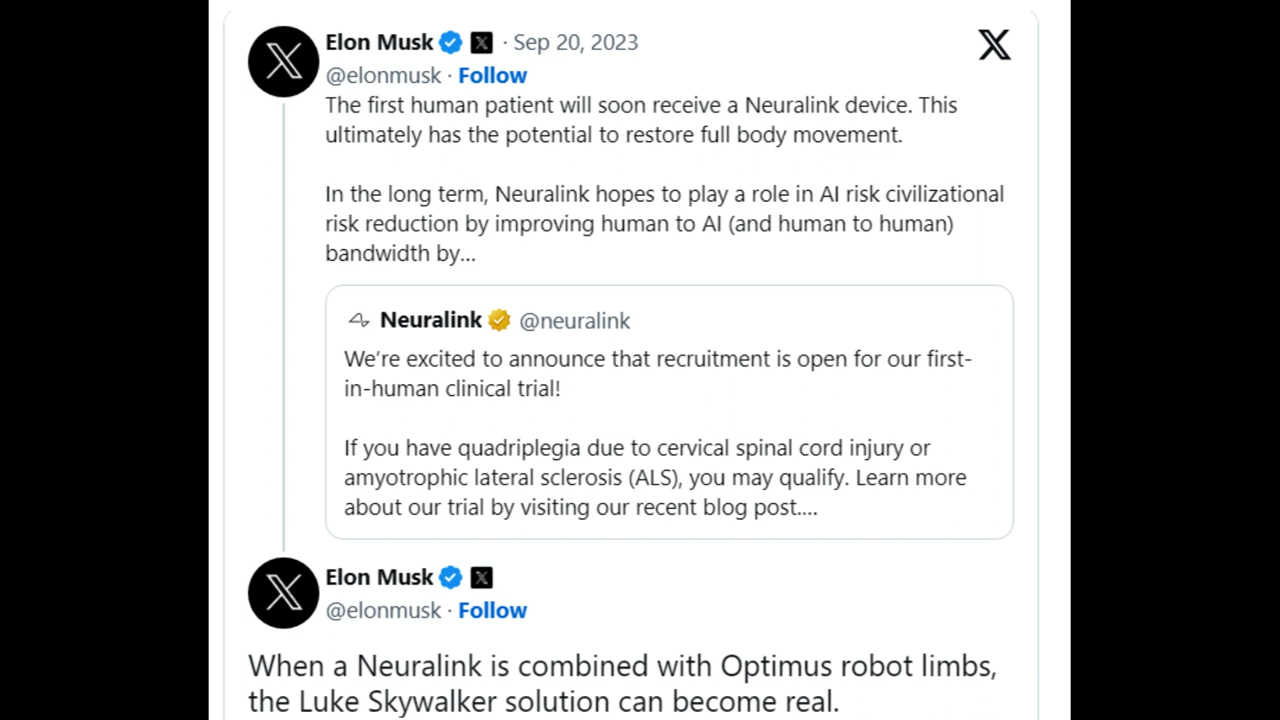 Elon Musk · Sep 20, 2023
@elonmusk · Follow
The first human patient will soon receive a Neuralink device. This
ultimately has the potential to restore full body movement.
In the long term, Neuralink hopes to play a role in AI risk civilizational
risk reduction by improving human to AI (and human to human)
bandwidth by...
Neuralink @neuralink
We’re excited to announce that recruitment is open for our first-
in-human clinical trial!
If you have quadriplegia due to cervical spinal cord injury or
amyotrophic lateral sclerosis (ALS), you may qualify. Learn more
about our trial by visiting our recent blog post....
Elon Musk
@elonmusk · Follow
When a Neuralink is combined with Optimus robot limbs,
the Luke Skywalker solution can become real.